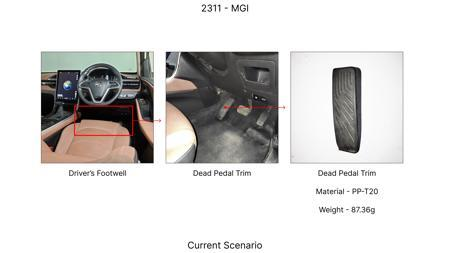 2311 - MGI
Driver's Footwell
Dead Pedal Trim
Dead Pedal Trim
Material - PP-T20
Weight - 87.36g
Current Scenario